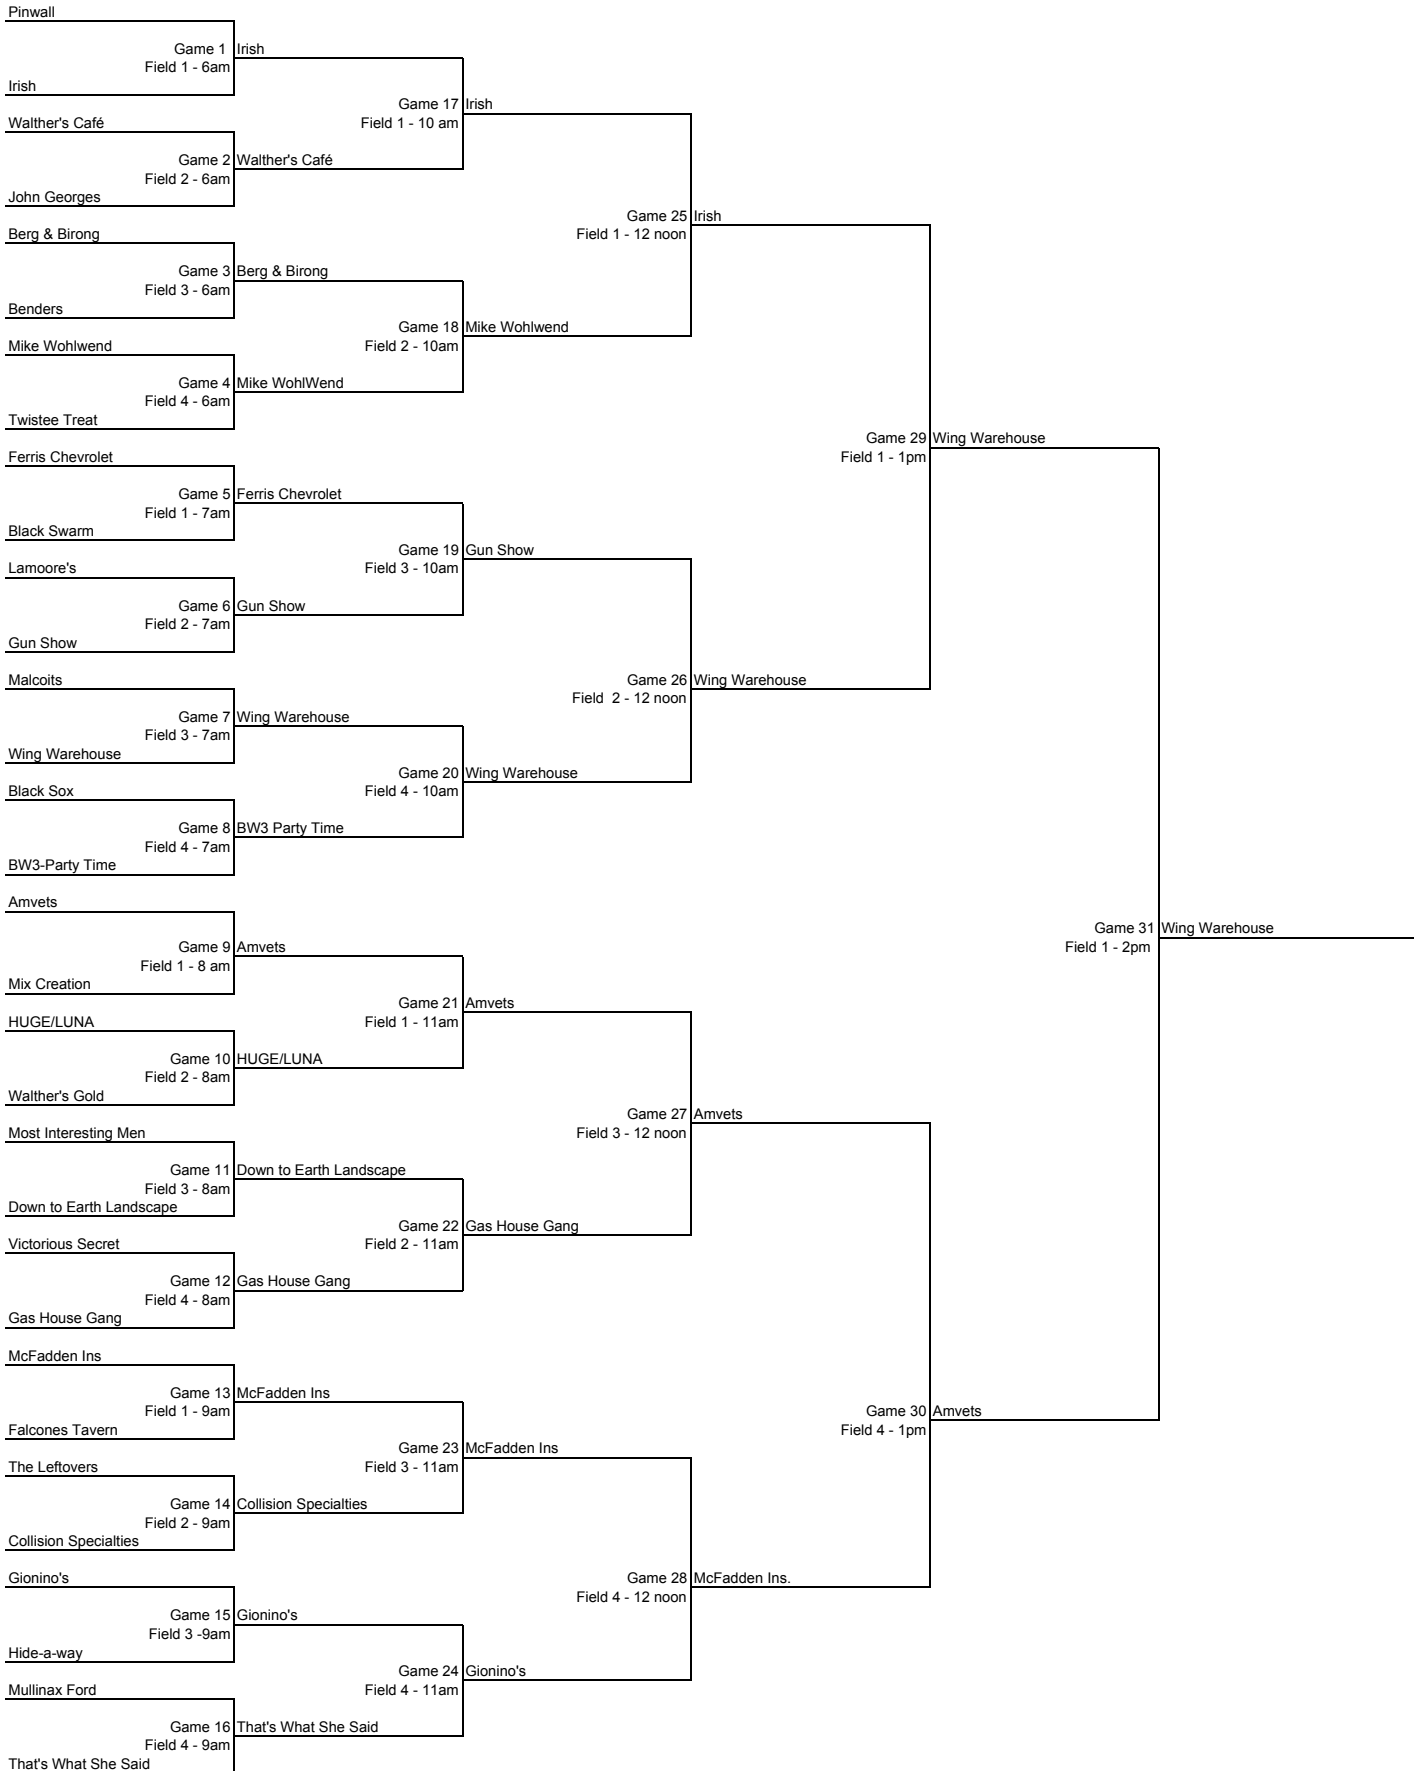 Pinwall
Game 1 Irish
Field 1 - 6am
Irish
Game 17 Irish
Walther's Café
Field 1 - 10 am
Game 2 Walther's Café
Field 2 - 6am
John Georges
Game 25 Irish
Berg & Birong
Field 1 - 12 noon
Game 3 Berg & Birong
Field 3 - 6am
Benders
Game 18 Mike Wohlwend
Mike Wohlwend
Field 2 - 10am
Game 4 Mike WohlWend
Field 4 - 6am
Twistee Treat
Game 29 Wing Warehouse
Ferris Chevrolet
Field 1 - 1pm
Game 5 Ferris Chevrolet
Field 1 - 7am
Black Swarm
Game 19 Gun Show
Lamoore's
Field 3 - 10am
Game 6 Gun Show
Field 2 - 7am
Gun Show
Malcoits
Game 26 Wing Warehouse
Field 2 - 12 noon
Game 7 Wing Warehouse
Field 3 - 7am
Wing Warehouse
Game 20 Wing Warehouse
Black Sox
Field 4 - 10am
Game 8 BW3 Party Time
Field 4 - 7am
BW3-Party Time
Amvets
Game 31 Wing Warehouse
Game 9 Amvets
Field 1 - 2pm
Field 1 - 8 am
Mix Creation
Game 21 Amvets
HUGE/LUNA
Field 1 - 11am
Game 10 HUGE/LUNA
Field 2 - 8am
Walther's Gold
Game 27 Amvets
Most Interesting Men
Field 3 - 12 noon
Game 11 Down to Earth Landscape
Field 3 - 8am
Down to Earth Landscape
Game 22 Gas House Gang
Victorious Secret
Field 2 - 11am
Game 12 Gas House Gang
Field 4 - 8am
Gas House Gang
McFadden Ins
Game 13 McFadden Ins
Field 1 - 9am
Game 30 Amvets
Falcones Tavern
Field 4 - 1pm
Game 23 McFadden Ins
The Leftovers
Field 3 - 11am
Game 14 Collision Specialties
Field 2 - 9am
Collision Specialties
Gionino's
Game 28 McFadden Ins.
Field 4 - 12 noon
Game 15 Gionino's
Field 3 -9am
Hide-a-way
Game 24 Gionino's
Mullinax Ford
Field 4 - 11am
Game 16 That's What She Said
Field 4 - 9am
That's What She Said